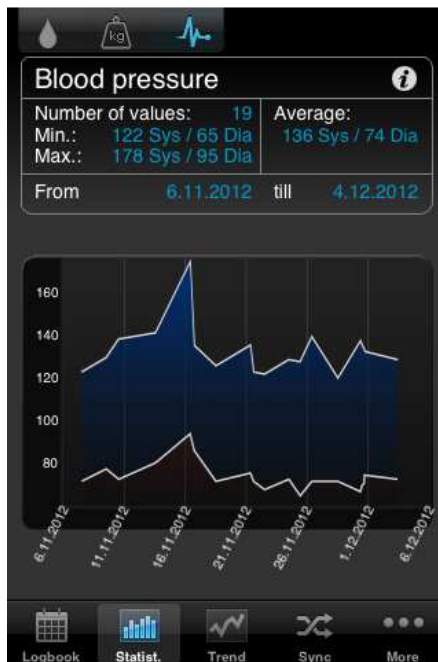 kg
Blood pressure
i
Number of values: 19
Min.: 122 Sys / 65 Dia
Max.: 178 Sys / 95 Dia
Average:
136 Sys / 74 Dia
From 6.11.2012 till 4.12.2012
160
140
120
100
80
6.11.2012 11.11.2012 16.11.2012 21.11.2012 26.11.2012 1.12.2012 6.12.2012
Logbook Statist. Trend Sync More